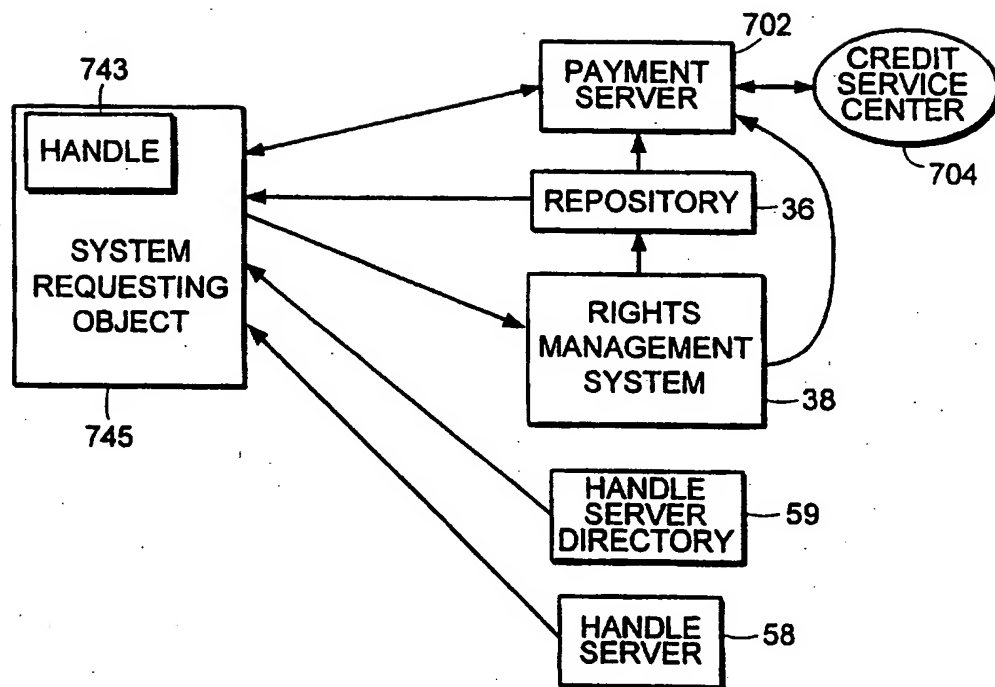 702
PAYMENT
SERVER
CREDIT
SERVICE
CENTER
704
743
HANDLE
SYSTEM
REQUESTING
OBJECT
745
REPOSITORY
36
RIGHTS
MANAGEMENT
SYSTEM
38
HANDLE
SERVER
DIRECTORY
59
HANDLE
SERVER
58